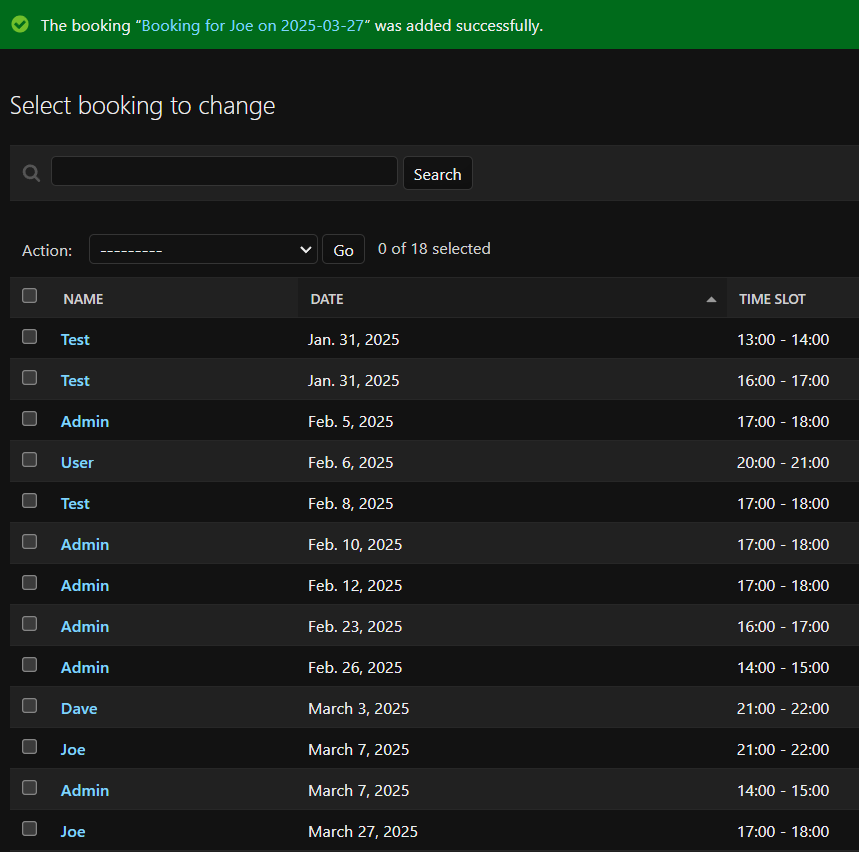 The booking “Booking for Joe on 2025-03-27” was added successfully.
Select booking to change
Search
Action: --------- Go 0 of 18 selected
NAME DATE TIME SLOT
Test Jan. 31, 2025 13:00 - 14:00
Test Jan. 31, 2025 16:00 - 17:00
Admin Feb. 5, 2025 17:00 - 18:00
User Feb. 6, 2025 20:00 - 21:00
Test Feb. 8, 2025 17:00 - 18:00
Admin Feb. 10, 2025 17:00 - 18:00
Admin Feb. 12, 2025 17:00 - 18:00
Admin Feb. 23, 2025 16:00 - 17:00
Admin Feb. 26, 2025 14:00 - 15:00
Dave March 3, 2025 21:00 - 22:00
Joe March 7, 2025 21:00 - 22:00
Admin March 7, 2025 14:00 - 15:00
Joe March 27, 2025 17:00 - 18:00